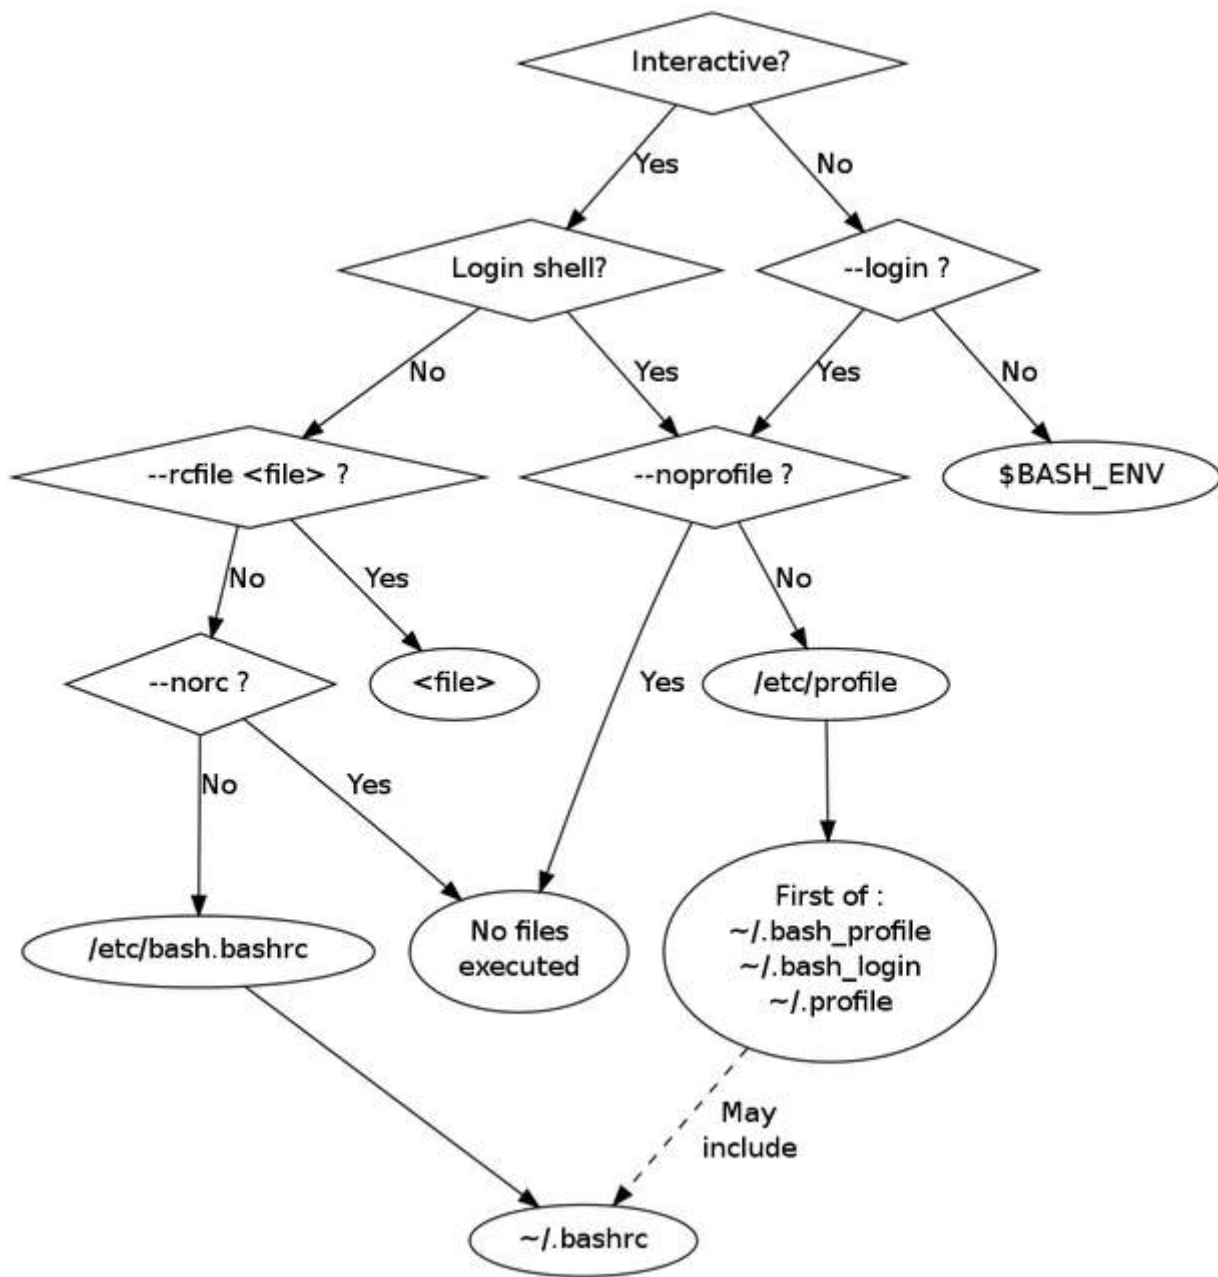 Interactive?
Yes
No
Login shell?
--login ?
No
Yes
Yes
No
--rcfile <file> ?
--noprofile ?
$BASH_ENV
No
Yes
No
--norc ?
<file>
Yes
/etc/profile
No
Yes
/etc/bash.bashrc
No files
executed
First of :
~/.bash_profile
~/.bash_login
~/.profile
May
include
~/.bashrc